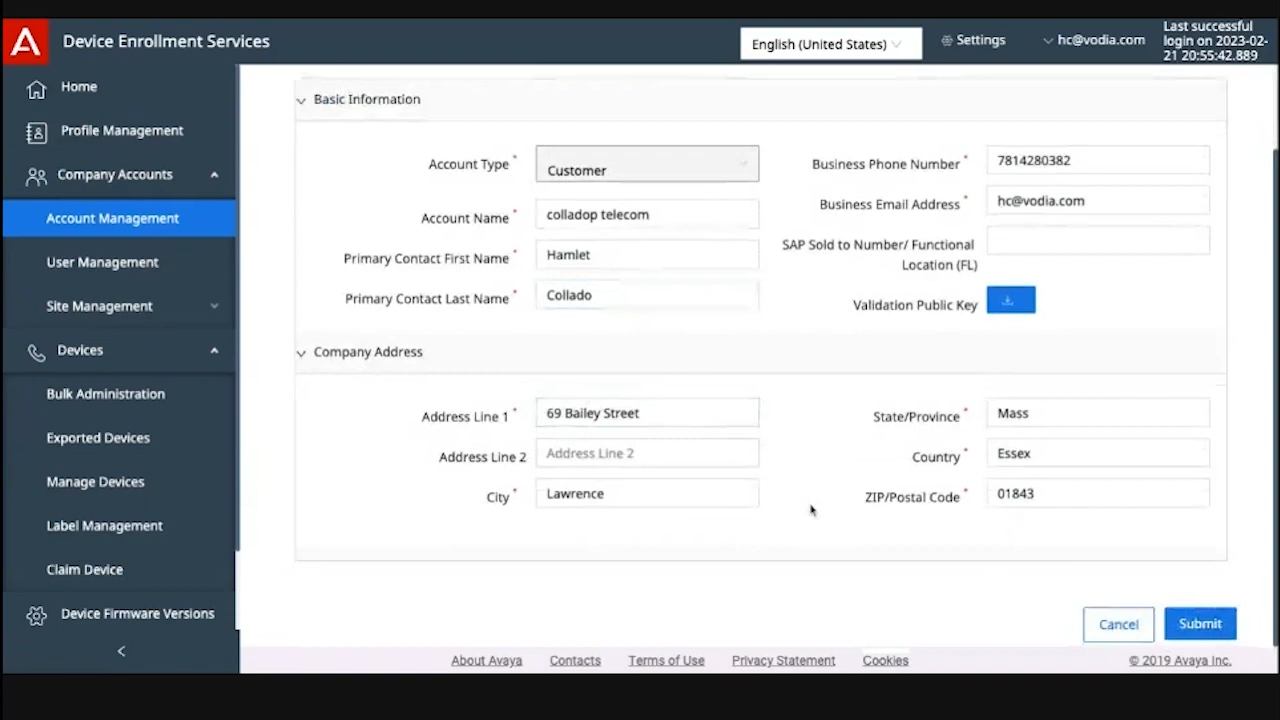 Device Enrollment Services
English (United States)
Settings
hc@vodia.com
Last successful
login on 2023-02-
21 20:55:42.889
Home
Profile Management
Company Accounts
Account Management
User Management
Site Management
Devices
Bulk Administration
Exported Devices
Manage Devices
Label Management
Claim Device
Device Firmware Versions
Basic Information
Account Type *
Customer
Account Name *
colladop telecom
Primary Contact First Name *
Hamlet
Primary Contact Last Name *
Collado
Business Phone Number *
7814280382
Business Email Address *
hc@vodia.com
SAP Sold to Number/ Functional
Location (FL)
Validation Public Key
Company Address
Address Line 1 *
69 Bailey Street
Address Line 2
Address Line 2
City *
Lawrence
State/Province *
Mass
Country *
Essex
ZIP/Postal Code *
01843
Cancel
Submit
About Avaya
Contacts
Terms of Use
Privacy Statement
Cookies
© 2019 Avaya Inc.